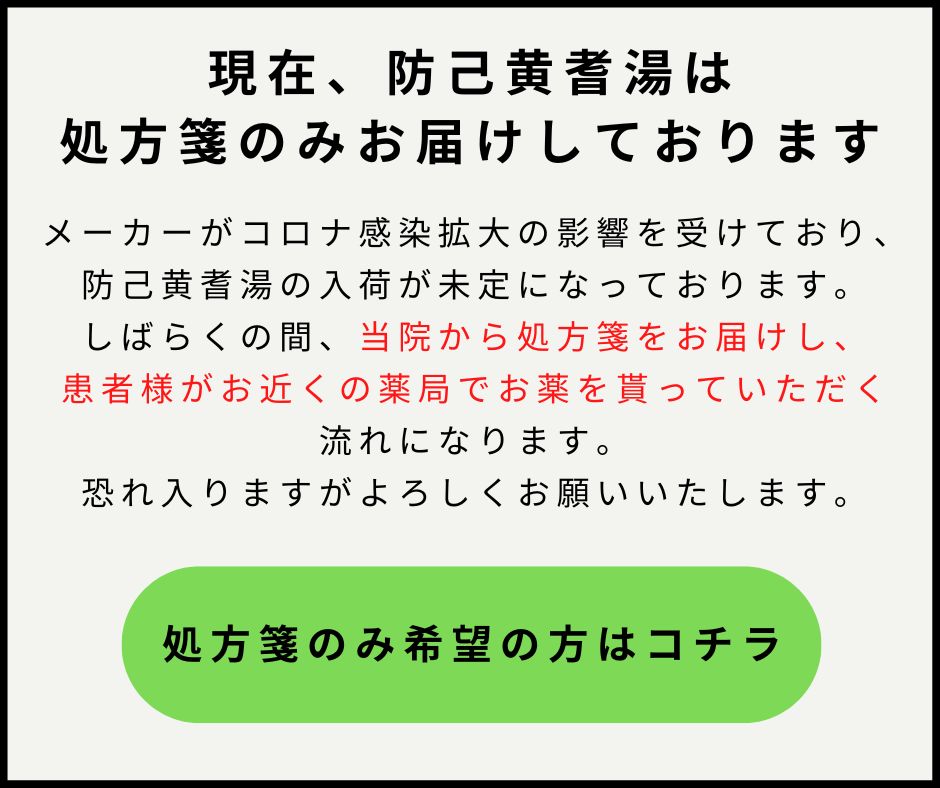 現在、防己黄耆湯は
処方箋のみお届けしております
メーカーがコロナ感染拡大の影響を受けており、
防己黄耆湯の入荷が未定になっております。
しばらくの間、当院から処方箋をお届けし、
患者様がお近くの薬局でお薬を貰っていただく
流れになります。
恐れ入りますがよろしくお願いいたします。
処方箋のみ希望の方はコチラ